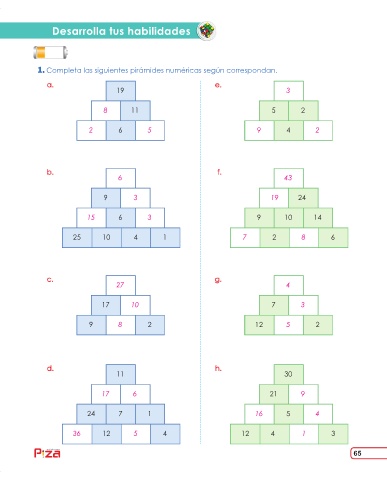 Desarrolla tus habilidades
1. Completa las siguientes pirámides numéricas según correspondan.
a.
19
8 11
2 6 5
e.
3
5 2
9 4 2
b.
6
9 3
15 6 3
25 10 4 1
f.
43
19 24
9 10 14
7 2 8 6
c.
27
17 10
9 8 2
g.
4
7 3
12 5 2
d.
11
17 6
24 7 1
36 12 5 4
h.
30
21 9
16 5 4
12 4 1 3
Piza
65